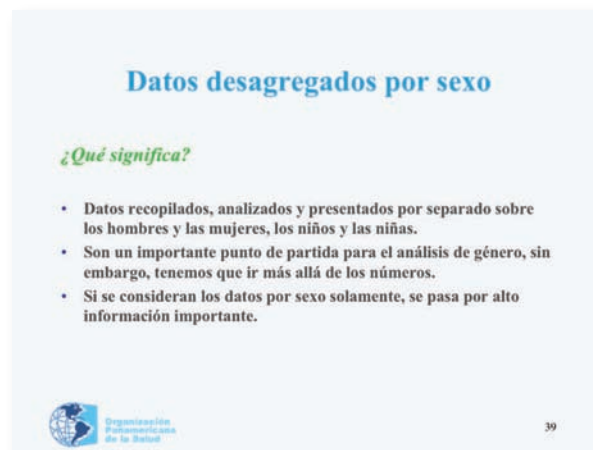 Datos desagregados por sexo
¿Qué significa?
• Datos recopilados, analizados y presentados por separado sobre
los hombres y las mujeres, los niños y las niñas.
• Son un importante punto de partida para el análisis de género, sin
embargo, tenemos que ir más allá de los números.
• Si se consideran los datos por sexo solamente, se pasa por alto
información importante.
Organización
Panamericana
de la Salud
39